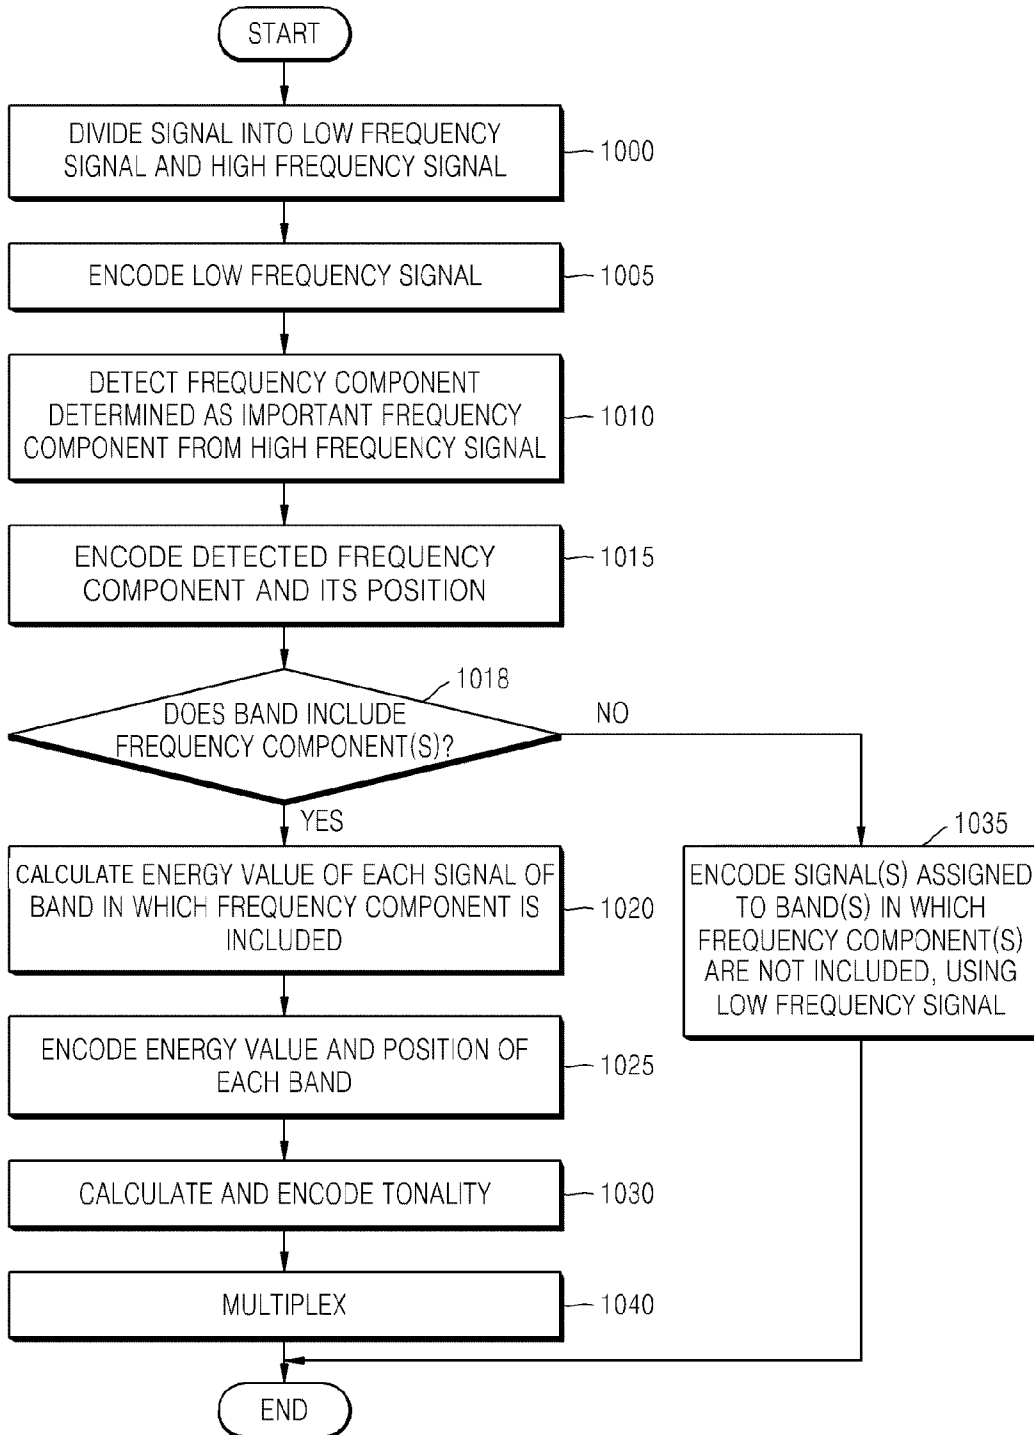 START
DIVIDE SIGNAL INTO LOW FREQUENCY
SIGNAL AND HIGH FREQUENCY SIGNAL
1000
ENCODE LOW FREQUENCY SIGNAL
1005
DETECT FREQUENCY COMPONENT
DETERMINED AS IMPORTANT FREQUENCY
COMPONENT FROM HIGH FREQUENCY SIGNAL
1010
ENCODE DETECTED FREQUENCY
COMPONENT AND ITS POSITION
1015
1018
DOES BAND INCLUDE
FREQUENCY COMPONENT(S)?
NO
YES
CALCULATE ENERGY VALUE OF EACH SIGNAL OF
BAND IN WHICH FREQUENCY COMPONENT IS
INCLUDED
1020
1035
ENCODE SIGNAL(S) ASSIGNED
TO BAND(S) IN WHICH
FREQUENCY COMPONENT(S)
ARE NOT INCLUDED, USING
LOW FREQUENCY SIGNAL
ENCODE ENERGY VALUE AND POSITION OF
EACH BAND
1025
CALCULATE AND ENCODE TONALITY
1030
MULTIPLEX
1040
END